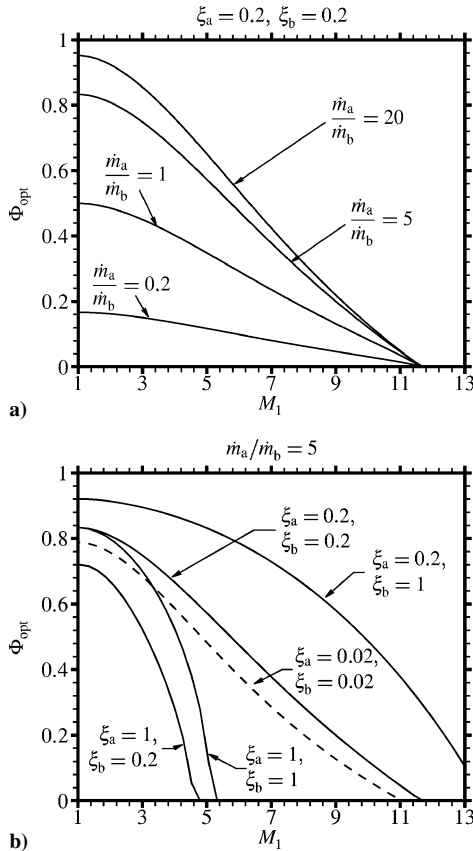 ξa = 0.2, ξb = 0.2
1
0.8
0.6
0.4
0.2
0
Φopt
ṁa/ṁb = 20
ṁa/ṁb = 1
ṁa/ṁb = 5
ṁa/ṁb = 0.2
1 3 5 7 9 11 13
M1
a)
ṁa/ṁb = 5
1
0.8
0.6
0.4
0.2
0
Φopt
ξa = 0.2,
ξb = 0.2
ξa = 0.2,
ξb = 1
ξa = 0.02,
ξb = 0.02
ξa = 1,
ξb = 0.2
ξa = 1,
ξb = 1
1 3 5 7 9 11 13
M1
b)